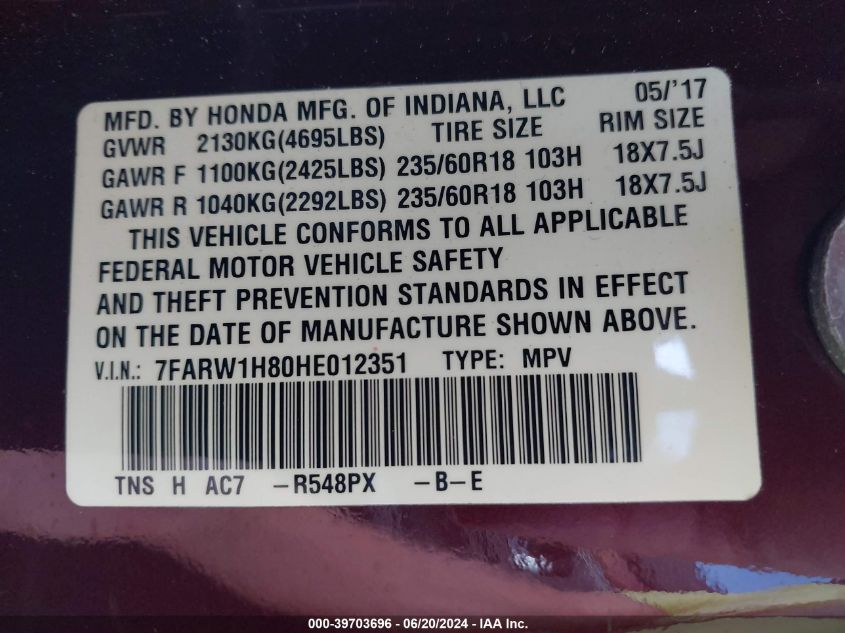 MFD. BY HONDA MFG. OF INDIANA, LLC 05/'17
GVWR 2130KG(4695LBS) TIRE SIZE RIM SIZE
GAWR F 1100KG(2425LBS) 235/60R18 103H 18X7.5J
GAWR R 1040KG(2292LBS) 235/60R18 103H 18X7.5J
THIS VEHICLE CONFORMS TO ALL APPLICABLE
FEDERAL MOTOR VEHICLE SAFETY
AND THEFT PREVENTION STANDARDS IN EFFECT
ON THE DATE OF MANUFACTURE SHOWN ABOVE.
V.I.N.: 7FARW1H80HE012351 TYPE: MPV
TNS H AC7 -R548PX -B-E
000-39703696 - 06/20/2024 - IAA Inc.